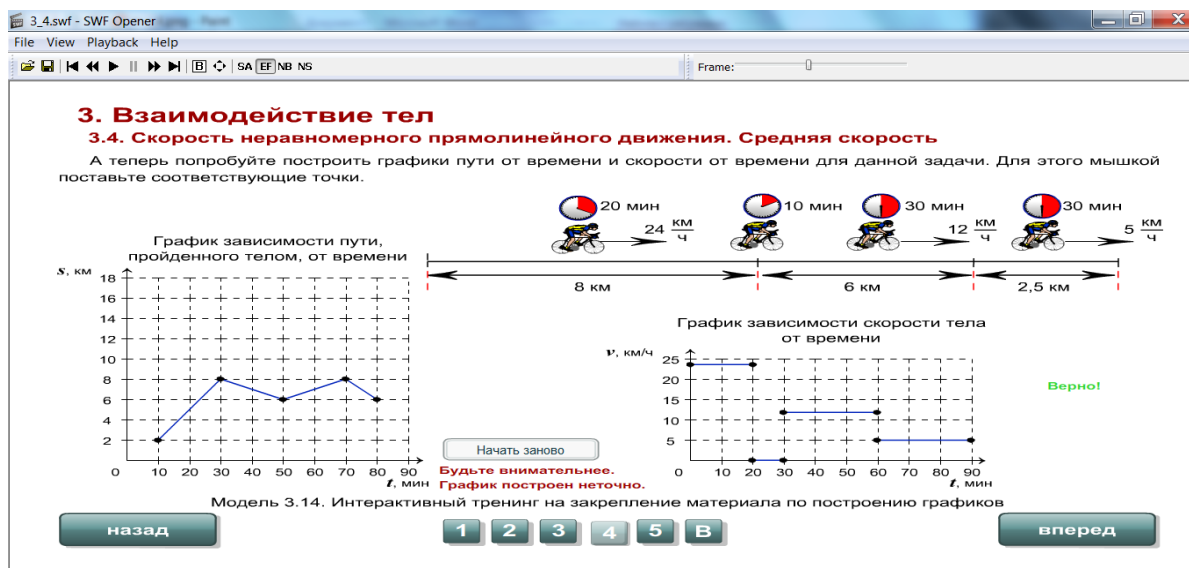 3_4.swf - SWF Opener
File View Playback Help
B SA EF NB NS
Frame:
3. Взаимодействие тел
3.4. Скорость неравномерного прямолинейного движения. Средняя скорость
А теперь попробуйте построить графики пути от времени и скорости от времени для данной задачи. Для этого мышкой
поставьте соответствующие точки.
20 мин 10 мин 30 мин 30 мин
24 км/ч 12 км/ч 5 км/ч
8 км 6 км 2,5 км
График зависимости пути,
пройденного телом, от времени
s, км
18
16
14
12
10
8
6
4
2
0 10 20 30 40 50 60 70 80 90
t, мин
График зависимости скорости тела
от времени
v, км/ч
25
20
15
10
5
0 10 20 30 40 50 60 70 80 90
t, мин
Верно!
Начать заново
Будьте внимательнее.
График построен неточно.
Модель 3.14. Интерактивный тренинг на закрепление материала по построению графиков
назад 1 2 3 4 5 В вперед